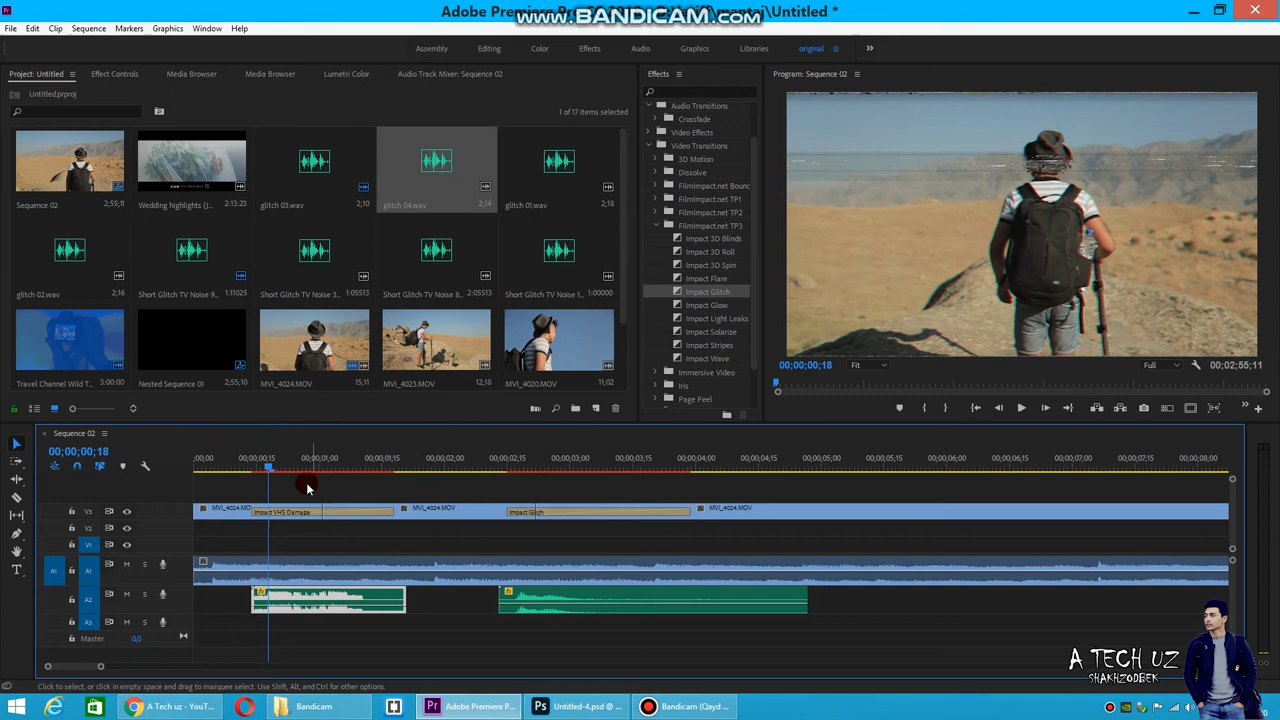 Adobe Premiere Pro CC
mantaj\Untitled *
www.BANDICAM.com
File Edit Clip Sequence Markers Graphics Window Help
Assembly Editing Color Effects Audio Graphics Libraries original
Project: Untitled Effect Controls Media Browser Media Browser Lumetri Color Audio Track Mixer: Sequence 02
Untitled.prproj
1 of 17 items selected
Sequence 02 2;55;11
Wedding highlights (j... 2;13;23
glitch 03.wav 2;10
glitch 04.wav 2;14
glitch 01.wav 2;18
glitch 02.wav 2;16
Short Glitch TV Noise 9... 1:11025
Short Glitch TV Noise 3... 1:05513
Short Glitch TV Noise 8... 2:05513
Short Glitch TV Noise 1... 1:00000
Travel Channel Wild T... 3:00:00
Nested Sequence 01 2;55;10
MVI_4024.MOV 15;11
MVI_4023.MOV 12;18
MVI_4020.MOV 11;02
Effects
Audio Transitions
Crossfade
Video Effects
Video Transitions
3D Motion
Dissolve
FilmImpact.net Bounc
FilmImpact.net TP1
FilmImpact.net TP2
FilmImpact.net TP3
Impact 3D Blinds
Impact 3D Roll
Impact 3D Spin
Impact Flare
Impact Glitch
Impact Glow
Impact Light Leaks
Impact Solarize
Impact Stripes
Impact Wave
Immersive Video
Iris
Page Peel
Program: Sequence 02
00;00;00;18 Fit Full 00;02;55;11
Sequence 02
00;00;00;18
;00;00 00;00;00;15 00;00;01;00 00;00;01;15 00;00;02;00 00;00;02;15 00;00;03;00 00;00;03;15 00;00;04;00 00;00;04;15 00;00;05;00 00;00;05;15 00;00;06;00 00;00;06;15 00;00;07;00 00;00;07;15 00;00;08;00
V3 MVI_4024.MO Impact VHS Damage MVI_4024.MOV Impact Glitch MVI_4024.MOV
V2
V1
A1 A1 M S
A2 M S
A3 M S
Master 0,0
A TECH UZ
SHAKHZODBEK
Click to select, or click in empty space and drag to marquee select. Use Shift, Alt, and Ctrl for other options.
A Tech uz - YouT... Bandicam Pr Adobe Premiere P... Ps Untitled-4.psd @ ... Bandicam (Qayd ...